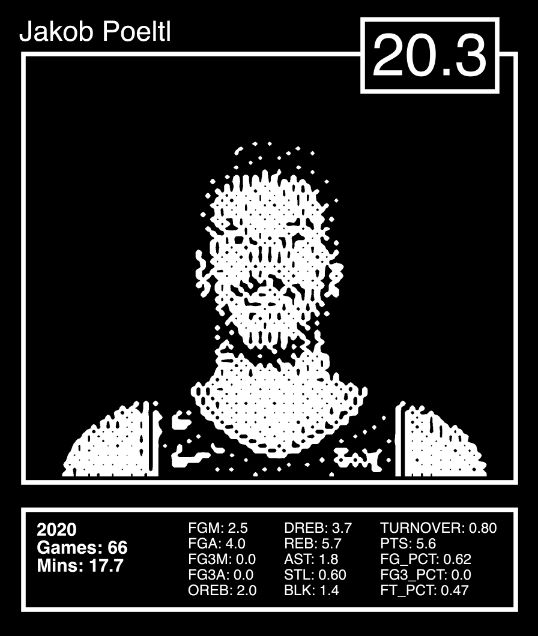 Jakob Poeltl
20.3
2020
Games: 66
Mins: 17.7
FGM: 2.5
FGA: 4.0
FG3M: 0.0
FG3A: 0.0
OREB: 2.0
DREB: 3.7
REB: 5.7
AST: 1.8
STL: 0.60
BLK: 1.4
TURNOVER: 0.80
PTS: 5.6
FG_PCT: 0.62
FG3_PCT: 0.0
FT_PCT: 0.47